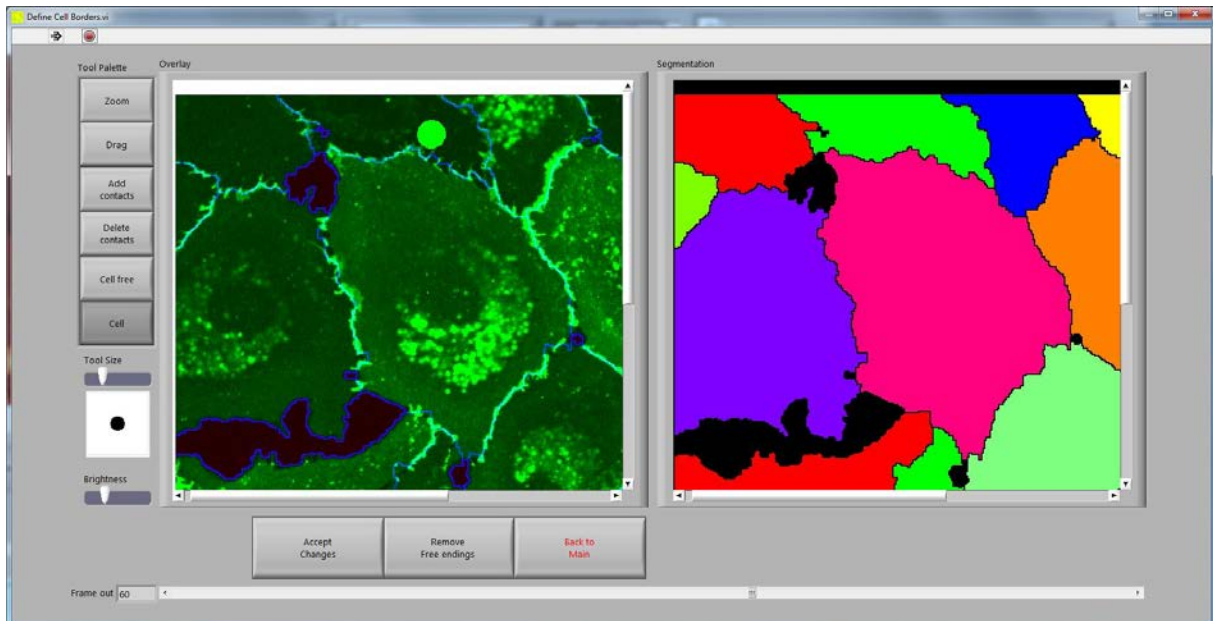 Define Cell Borders.vi
Tool Palette
Overlay
Segmentation
Zoom
Drag
Add
contacts
Delete
contacts
Cell free
Cell
Tool Size
Brightness
Accept
Changes
Remove
Free endings
Back to
Main
Frame out 60